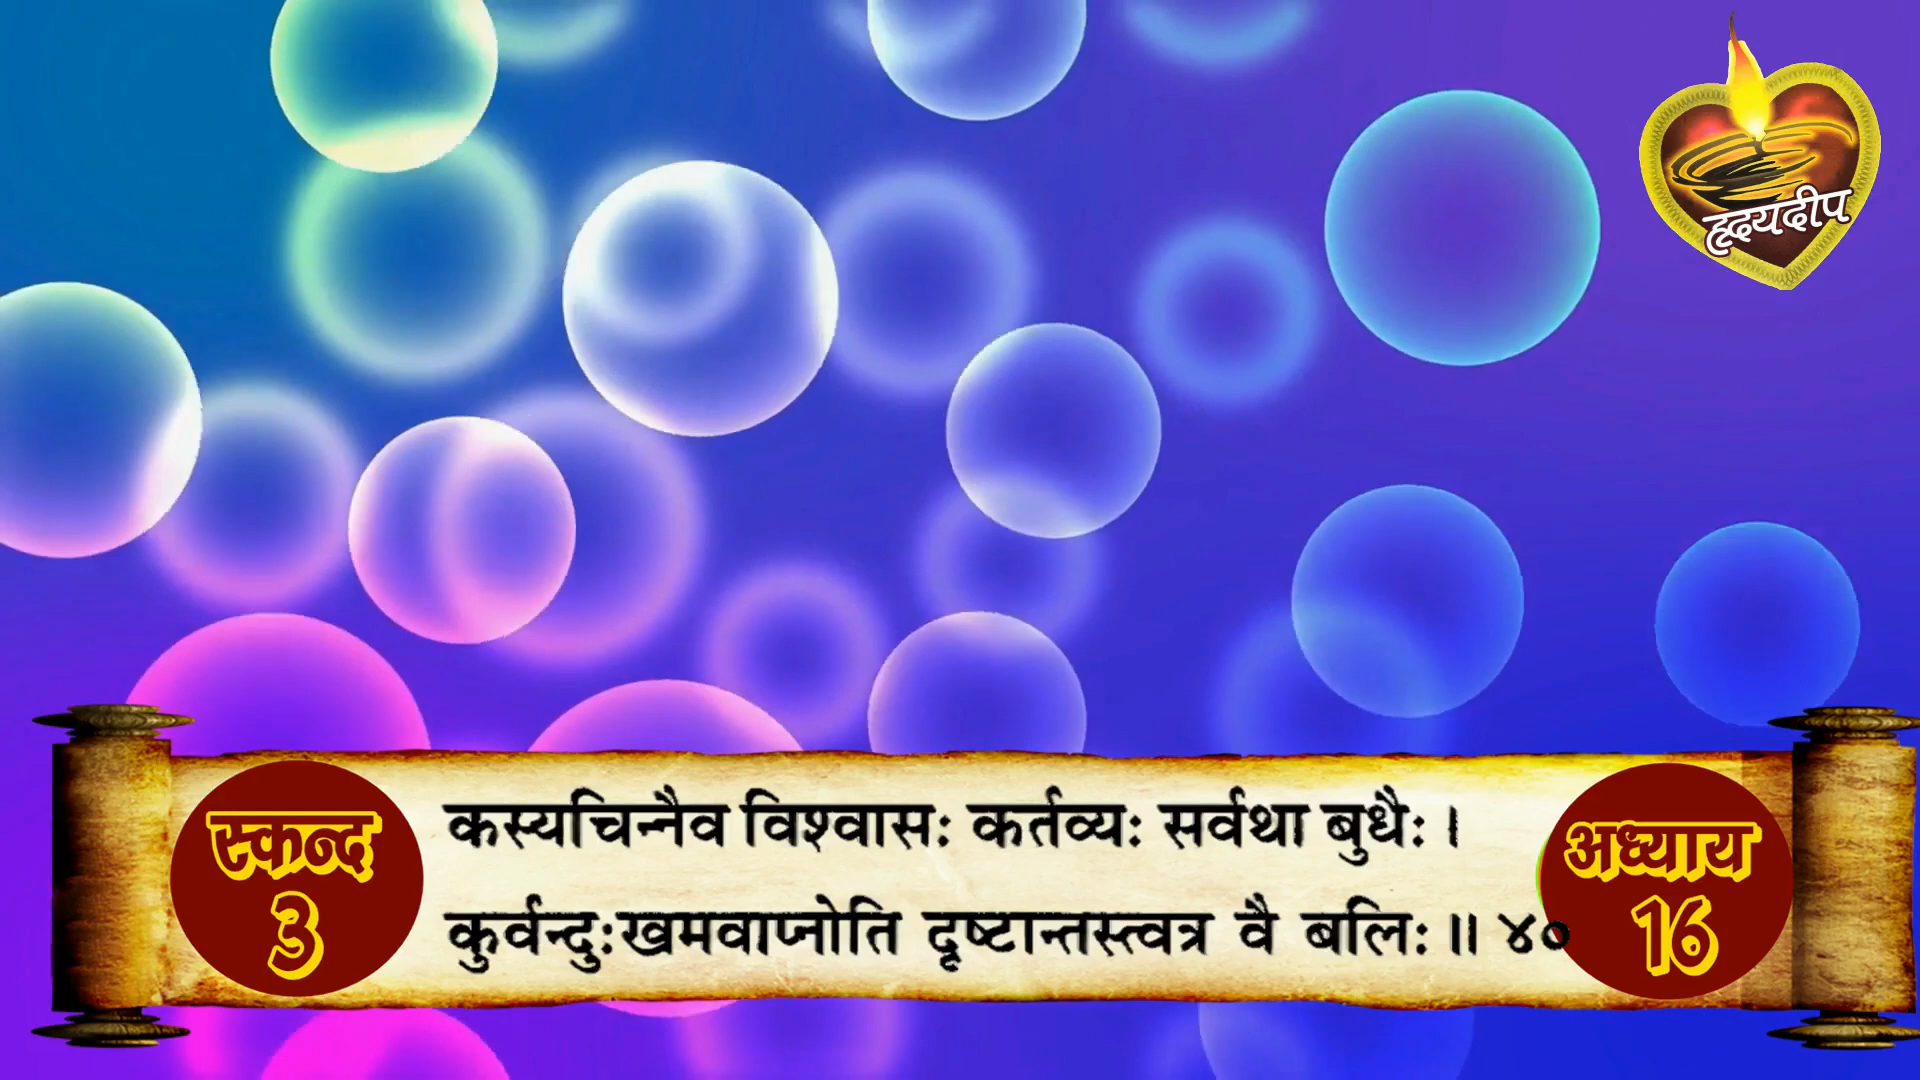 हृदयदीप
स्कन्द
3
कस्यचिन्नैव विश्वासः कर्तव्यः सर्वथा बुधैः ।
कुर्वन्दुःखमवाप्नोति दृष्टान्तस्त्वत्र वै बलिः ॥ ४०
अध्याय
16